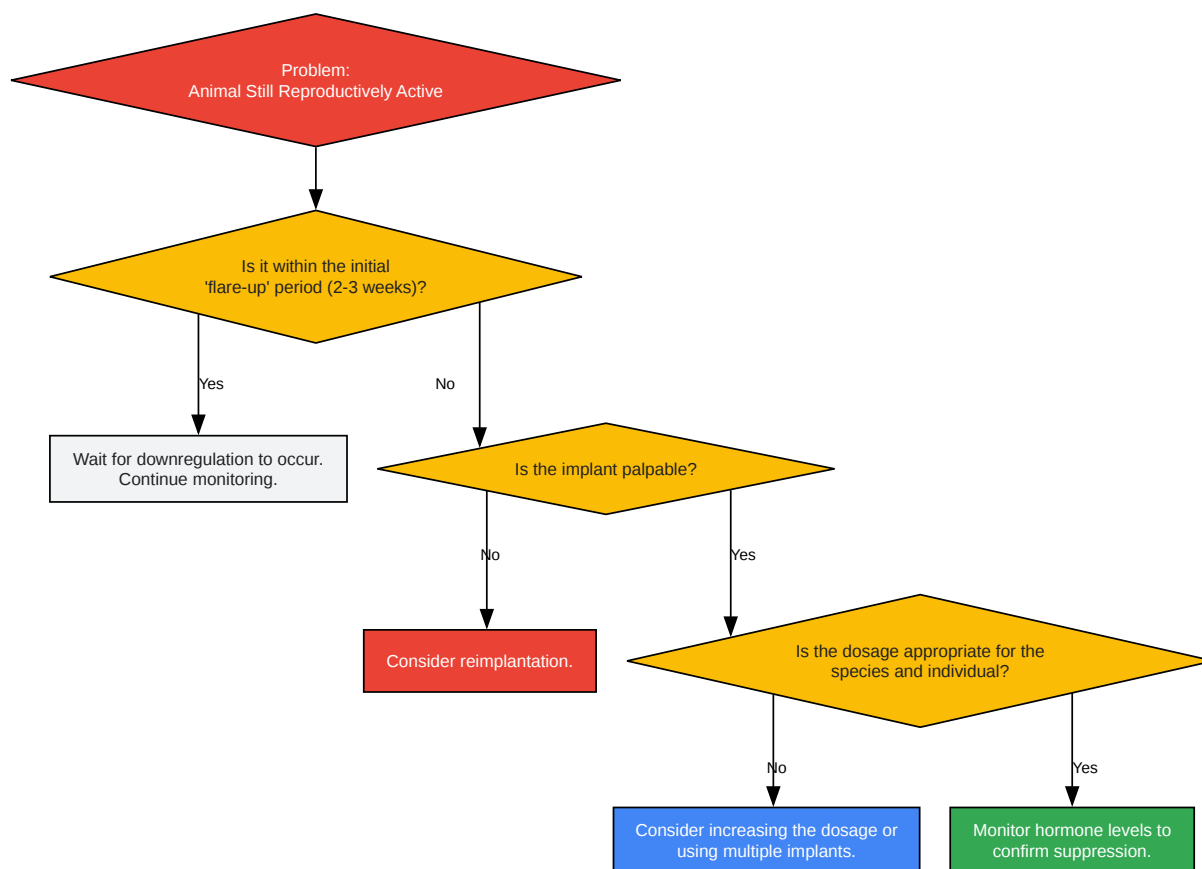 Problem:
Animal Still Reproductively Active
Is it within the initial
'flare-up' period (2-3 weeks)?
Yes
No
Wait for downregulation to occur.
Continue monitoring.
Is the implant palpable?
No
Yes
Consider reimplantation.
Is the dosage appropriate for the
species and individual?
No
Yes
Consider increasing the dosage or
using multiple implants.
Monitor hormone levels to
confirm suppression.